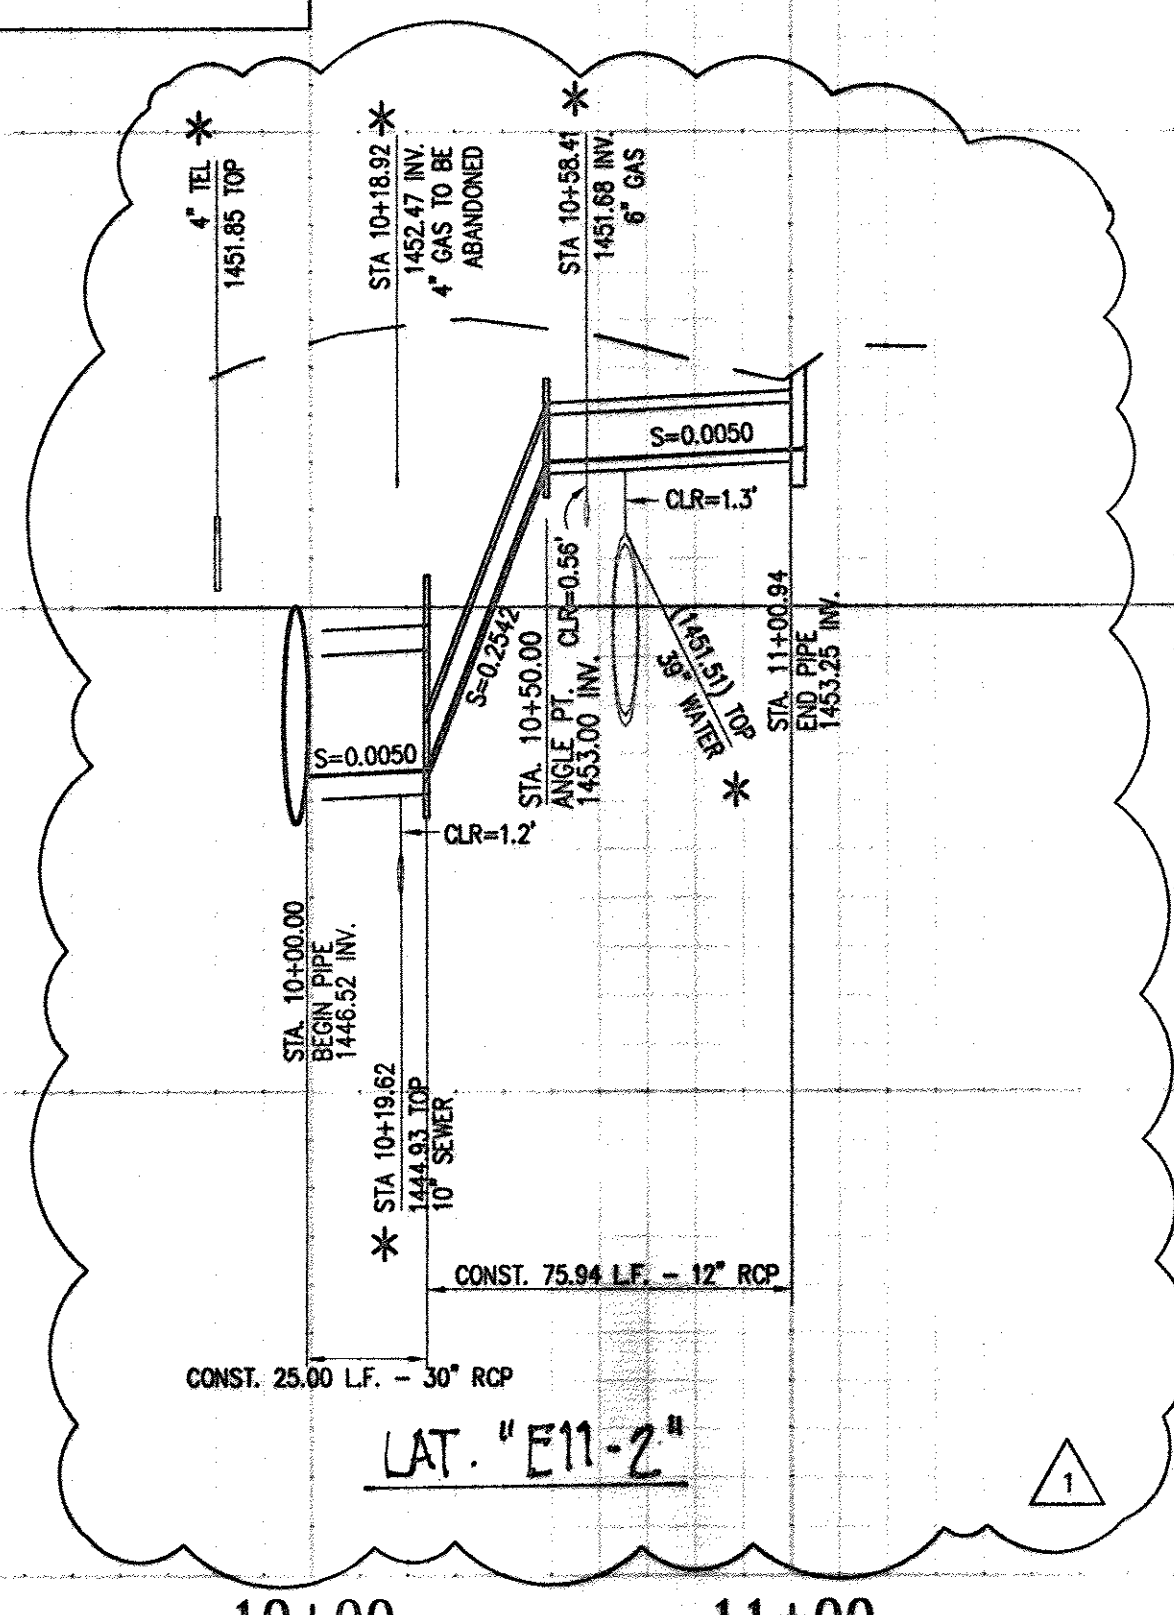 4" TEL
1451.85 TOP
STA 10+18.92
1452.47 INV.
4" GAS TO BE
ABANDONED
STA 10+58.41
1451.68 INV.
6" GAS
S=0.0050
CLR=1.3'
CLR=0.56'
S=0.2542
STA. 10+50.00
ANGLE PT.
1453.00 INV.
(1451.51) TOP
39" WATER
STA. 11+00.94
END PIPE
1453.25 INV.
S=0.0050
CLR=1.2'
STA. 10+00.00
BEGIN PIPE
1446.52 INV.
STA 10+19.62
1444.93 TOP
10" SEWER
CONST. 75.94 L.F. - 12" RCP
CONST. 25.00 L.F. - 30" RCP
LAT. "E11-2"
1
10+00
11+00